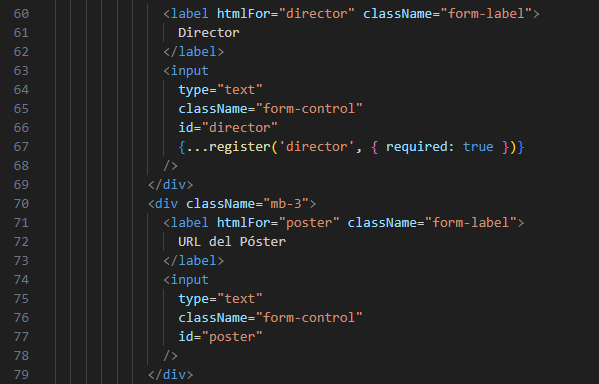 60 <label htmlFor="director" className="form-label">
61 Director
62 </label>
63 <input
64 type="text"
65 className="form-control"
66 id="director"
67 {...register('director', { required: true })}
68 />
69 </div>
70 <div className="mb-3">
71 <label htmlFor="poster" className="form-label">
72 URL del Póster
73 </label>
74 <input
75 type="text"
76 className="form-control"
77 id="poster"
78 />
79 </div>